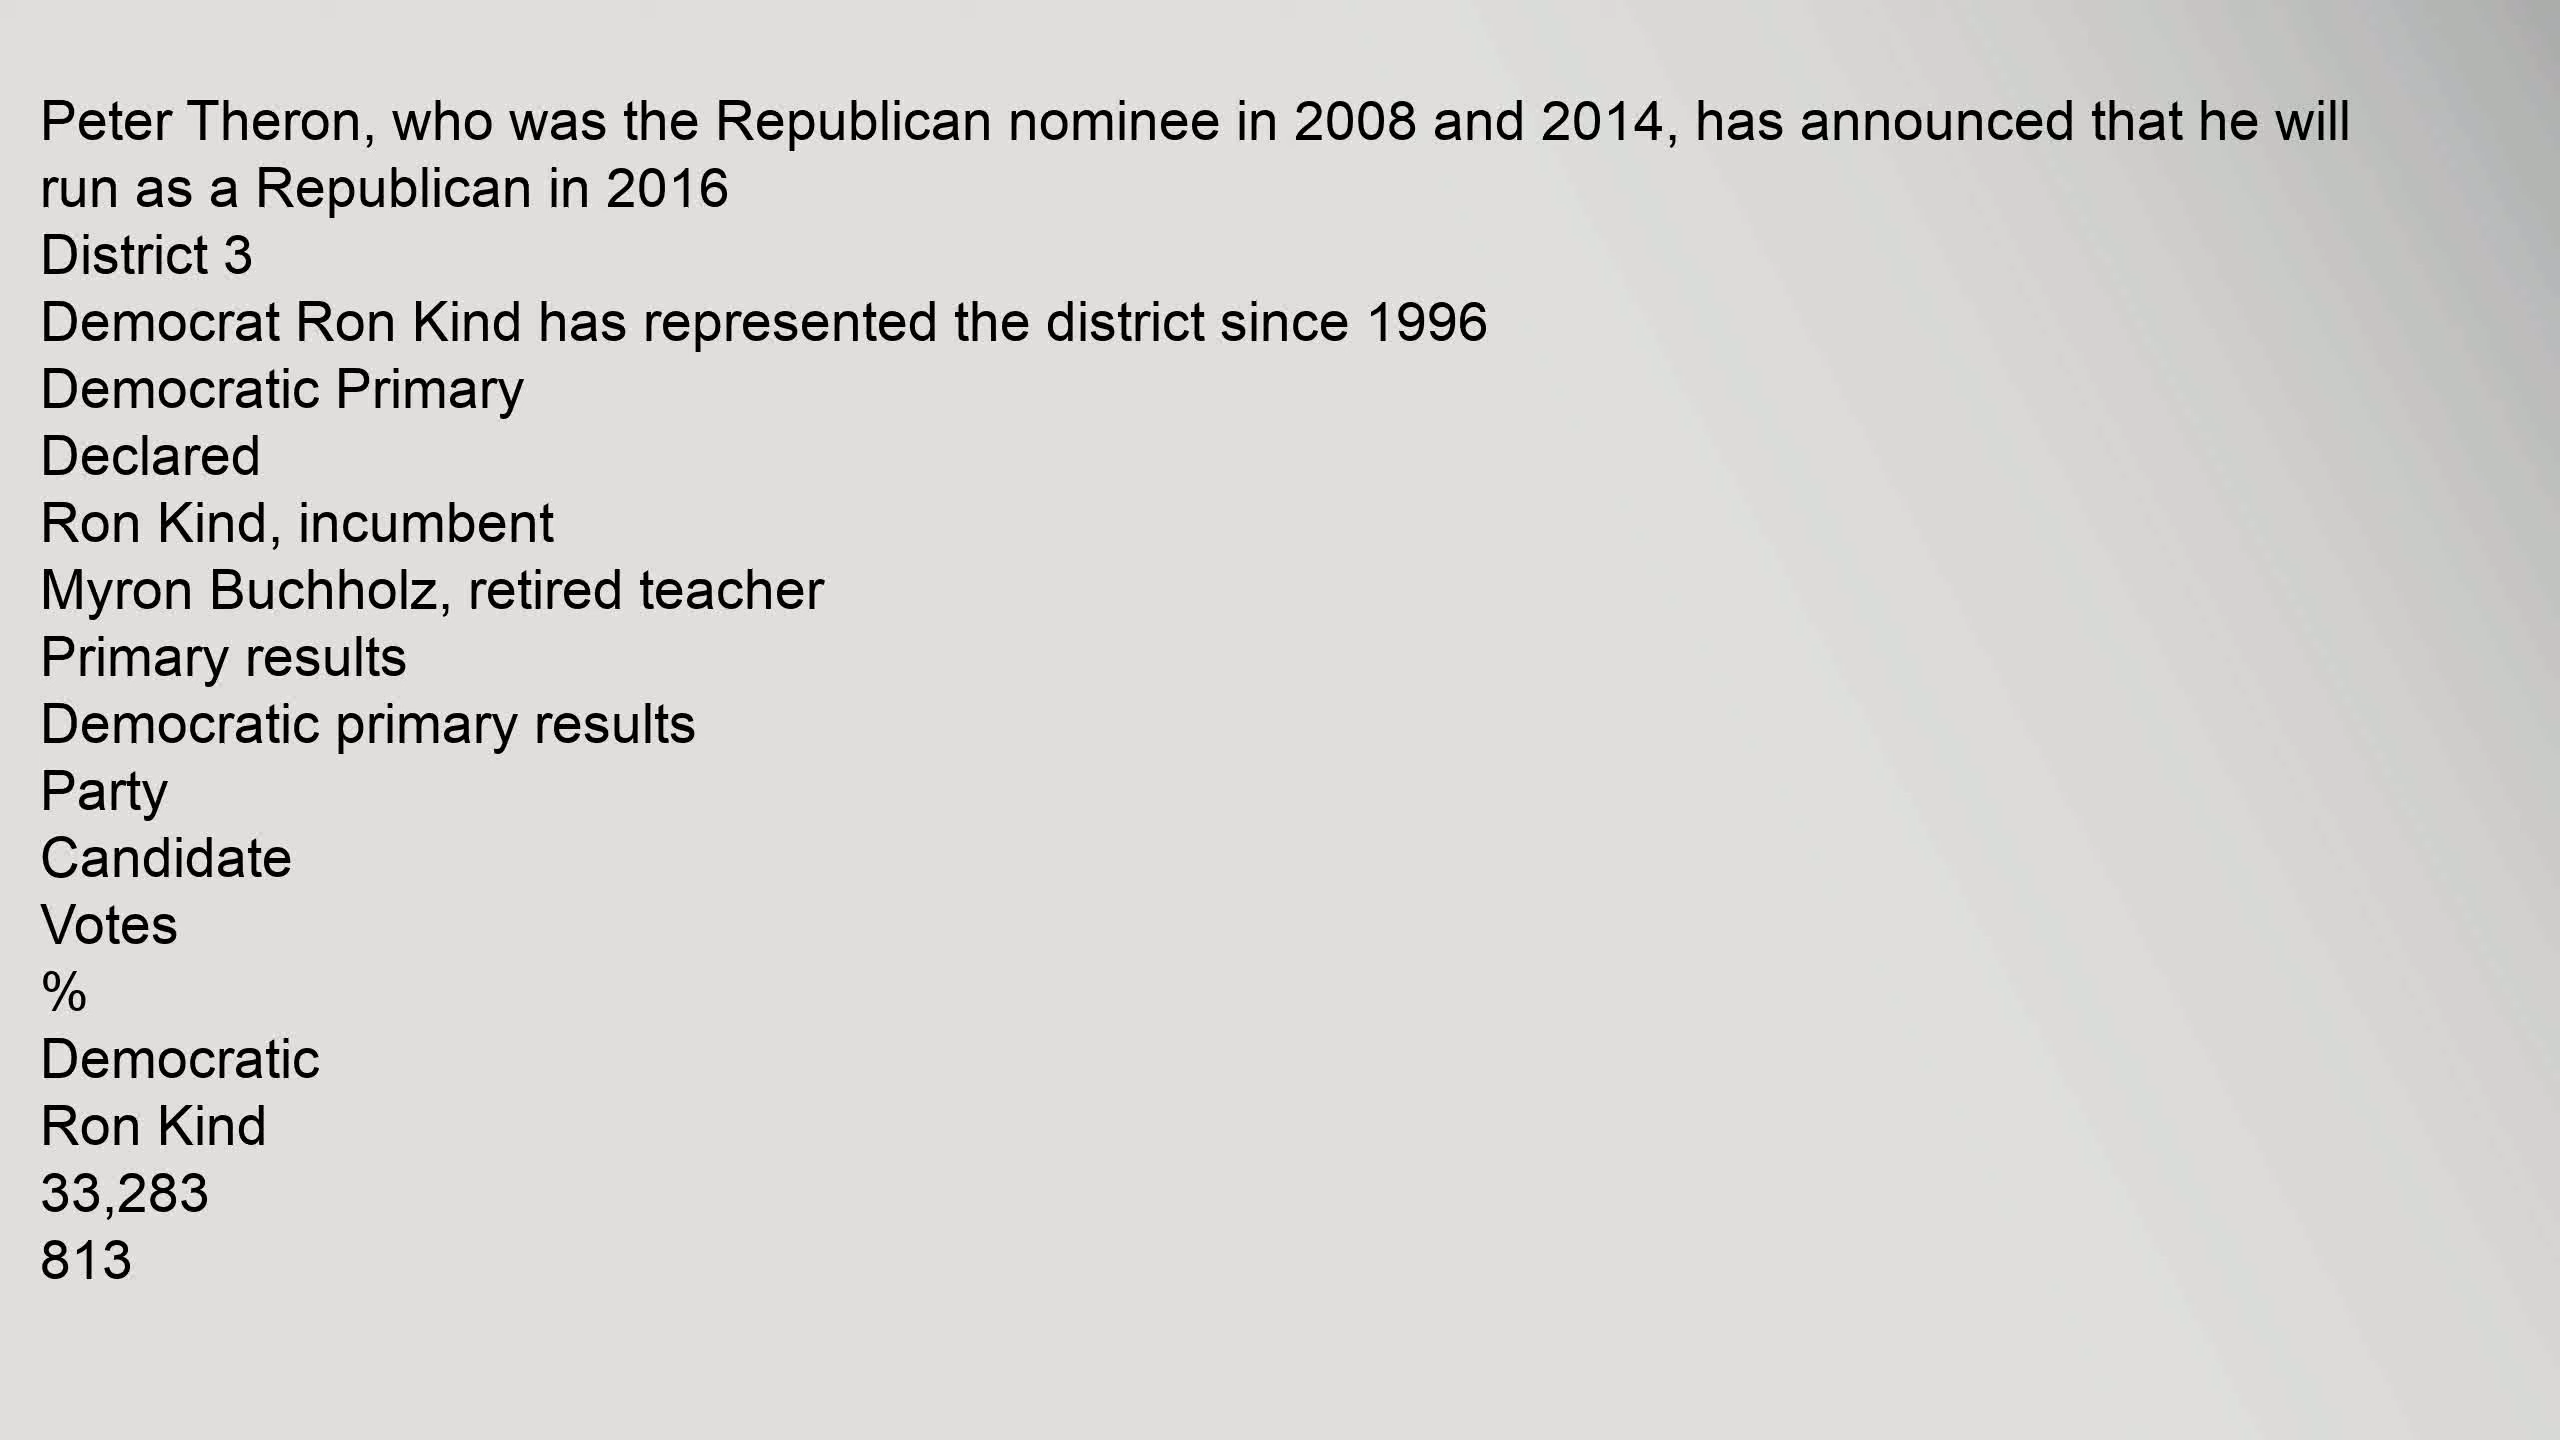 Peter Theron, who was the Republican nominee in 2008 and 2014, has announced that he will
run as a Republican in 2016
District 3
Democrat Ron Kind has represented the district since 1996
Democratic Primary
Declared
Ron Kind, incumbent
Myron Buchholz, retired teacher
Primary results
Democratic primary results
Party
Candidate
Votes
%
Democratic
Ron Kind
33,283
813